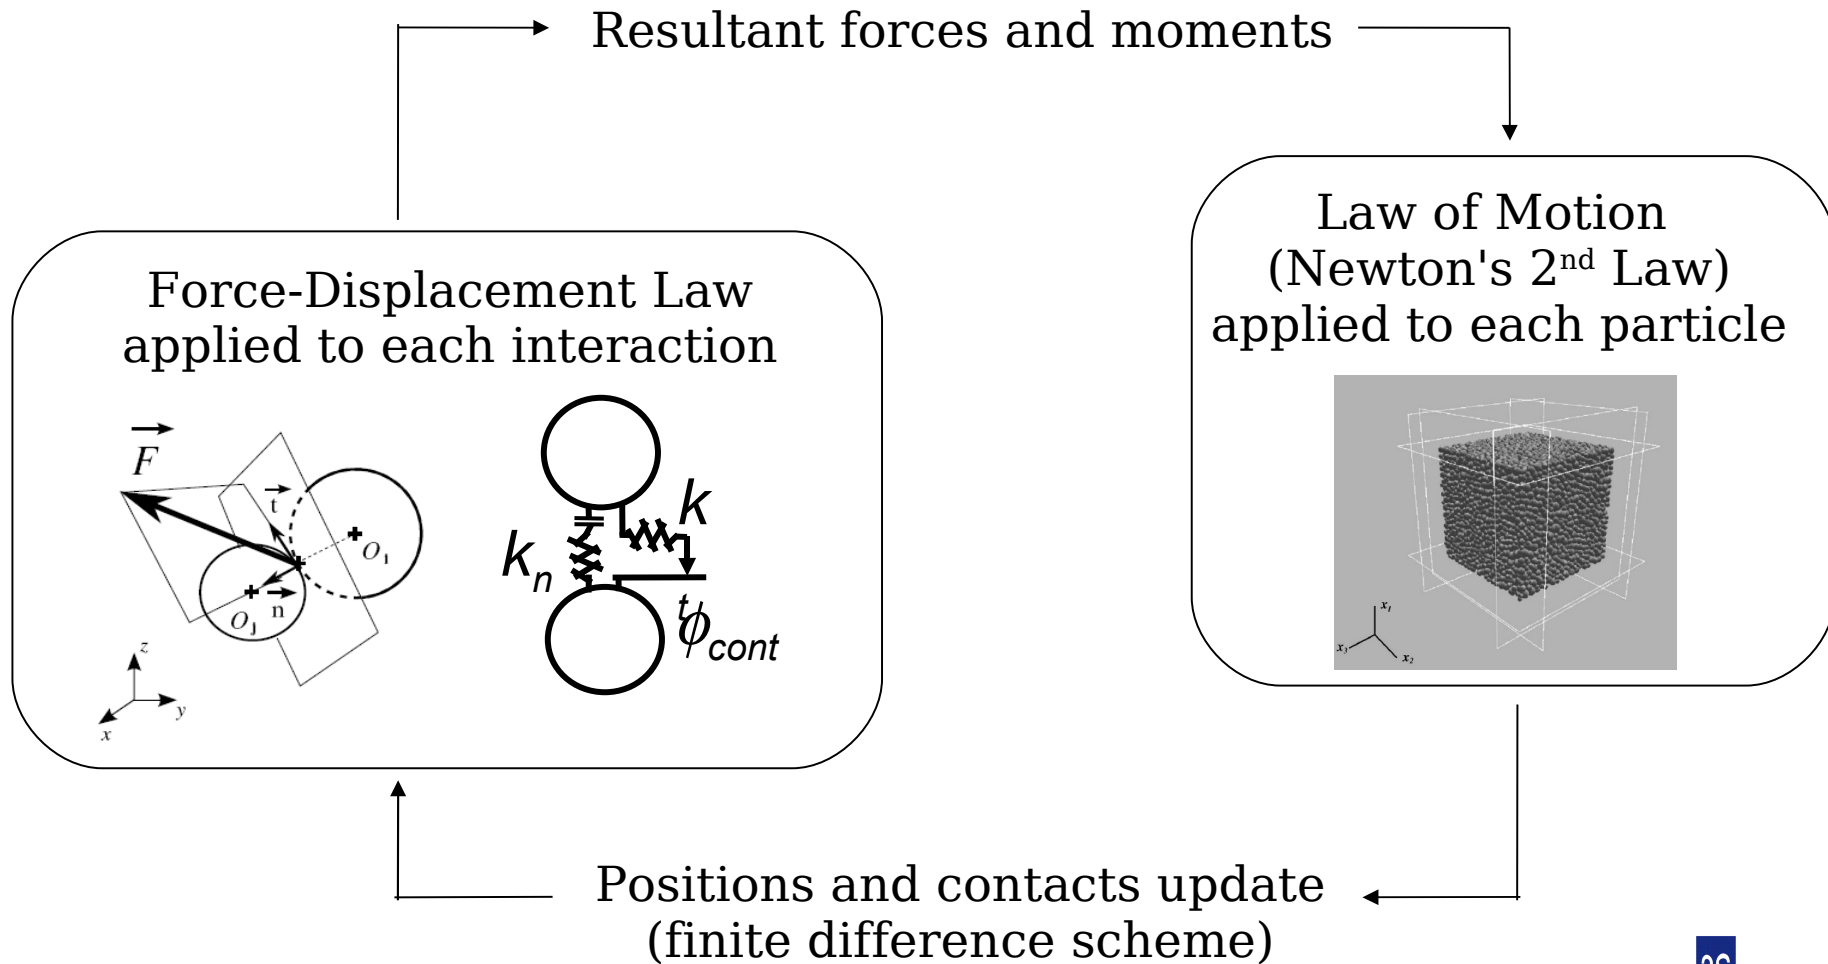 Resultant forces and moments
Law of Motion
(Newton's 2nd Law)
applied to each particle
Force-Displacement Law
applied to each interaction
F
t
n
Oi
Oj
z
y
x
kn
k
t
ϕcont
x1
x2
x3
Positions and contacts update
(finite difference scheme)